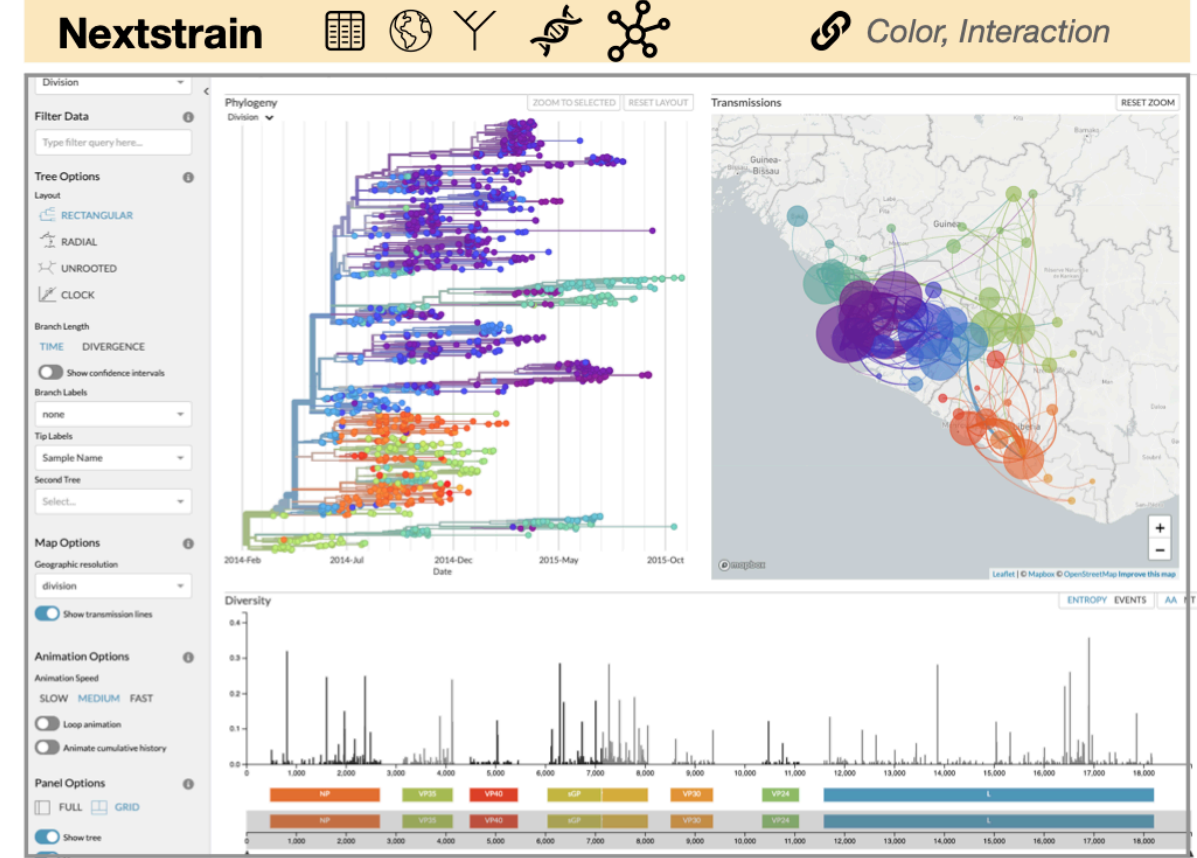 Nextstrain
Color, Interaction
Division
Filter Data
Type filter query here...
Tree Options
Layout
RECTANGULAR
RADIAL
UNROOTED
CLOCK
Branch Length
TIME DIVERGENCE
Show confidence intervals
Branch Labels
none
Tip Labels
Sample Name
Second Tree
Select...
Map Options
Geographic resolution
division
Show transmission lines
Animation Options
Animation Speed
SLOW MEDIUM FAST
Loop animation
Animate cumulative history
Panel Options
FULL GRID
Show tree
Phylogeny
ZOOM TO SELECTED RESET LAYOUT
Division
2014-Feb 2014-Jul 2014-Dec 2015-May 2015-Oct
Date
Transmissions
RESET ZOOM
Guinea-
Bissau
Bamako
Guinea
Liberia
+
−
mapbox
Leaflet | © Mapbox © OpenStreetMap Improve this map
Diversity
ENTROPY EVENTS AA NT
0.4
0.3
0.2
0.1
0.0
0 1,000 2,000 3,000 4,000 5,000 6,000 7,000 8,000 9,000 10,000 11,000 12,000 13,000 14,000 15,000 16,000 17,000 18,000
NP VP35 VP40 sGP VP30 VP24 L
NP VP35 VP40 sGP VP30 VP24 L
0 1,000 2,000 3,000 4,000 5,000 6,000 7,000 8,000 9,000 10,000 11,000 12,000 13,000 14,000 15,000 16,000 17,000 18,000